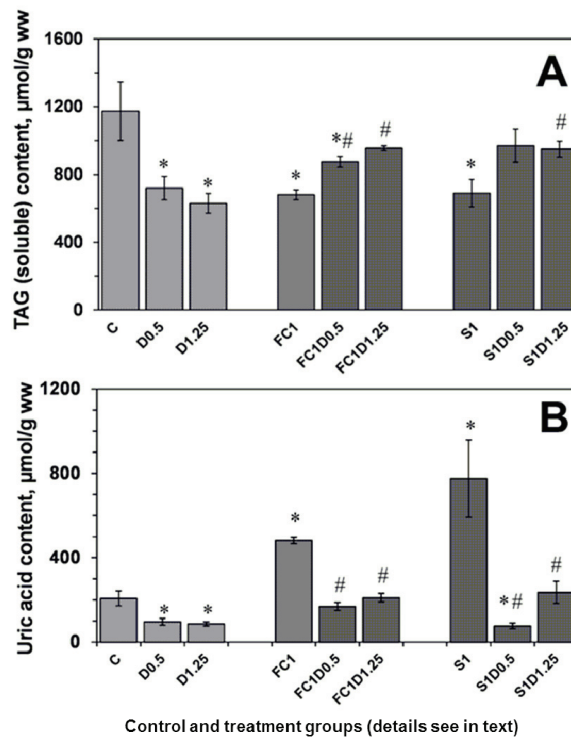 TAG (soluble) content, µmol/g ww
1600
1200
800
400
0
A
* * * *# # * #
C D0.5 D1.25 FC1 FC1D0.5 FC1D1.25 S1 S1D0.5 S1D1.25
Uric acid content, µmol/g ww
1200
800
400
0
B
* * * # # * *# #
C D0.5 D1.25 FC1 FC1D0.5 FC1D1.25 S1 S1D0.5 S1D1.25
Control and treatment groups (details see in text)